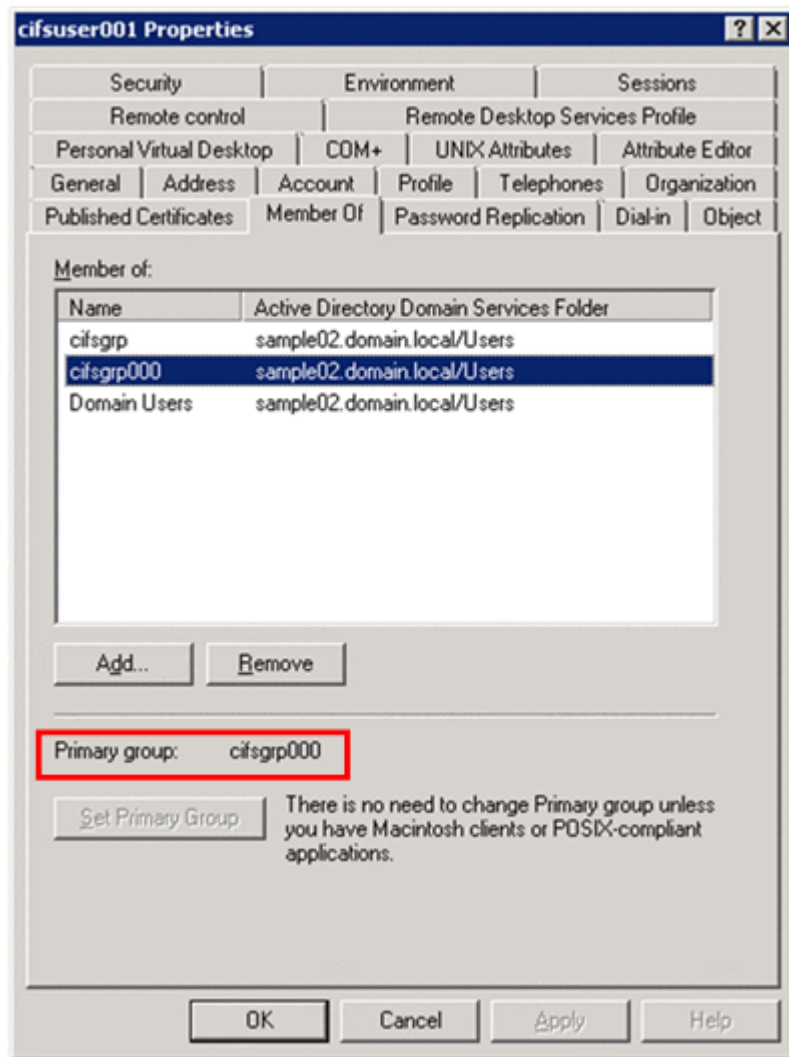 cifsuser001 Properties
Security Environment Sessions
Remote control Remote Desktop Services Profile
Personal Virtual Desktop COM+ UNIX Attributes Attribute Editor
General Address Account Profile Telephones Organization
Published Certificates Member Of Password Replication Dial-in Object
Member of:
Name Active Directory Domain Services Folder
cifsgrp sample02.domain.local/Users
cifsgrp000 sample02.domain.local/Users
Domain Users sample02.domain.local/Users
Add... Remove
Primary group: cifsgrp000
Set Primary Group
There is no need to change Primary group unless
you have Macintosh clients or POSIX-compliant
applications.
OK Cancel Apply Help